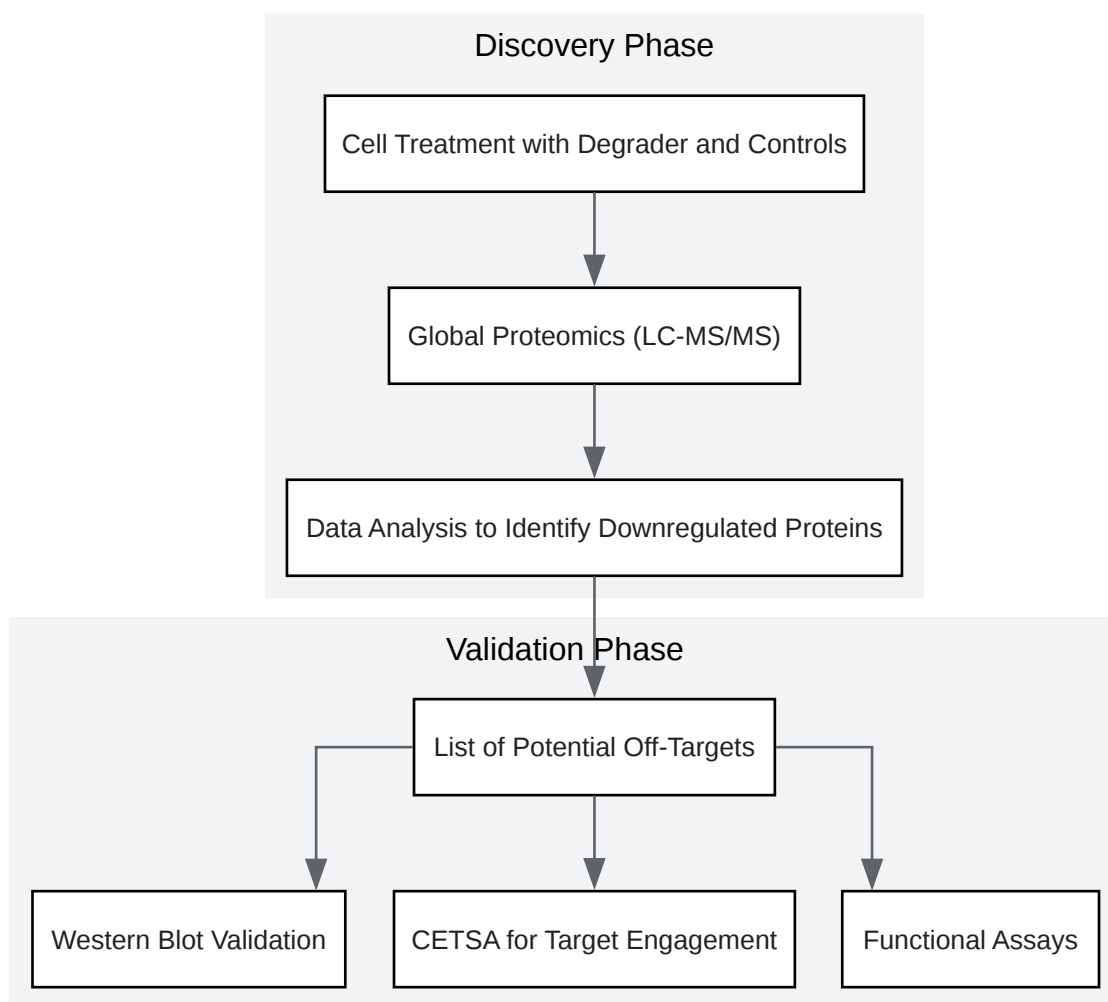 Discovery Phase
Cell Treatment with Degrader and Controls
Global Proteomics (LC-MS/MS)
Data Analysis to Identify Downregulated Proteins
Validation Phase
List of Potential Off-Targets
Western Blot Validation
CETSA for Target Engagement
Functional Assays